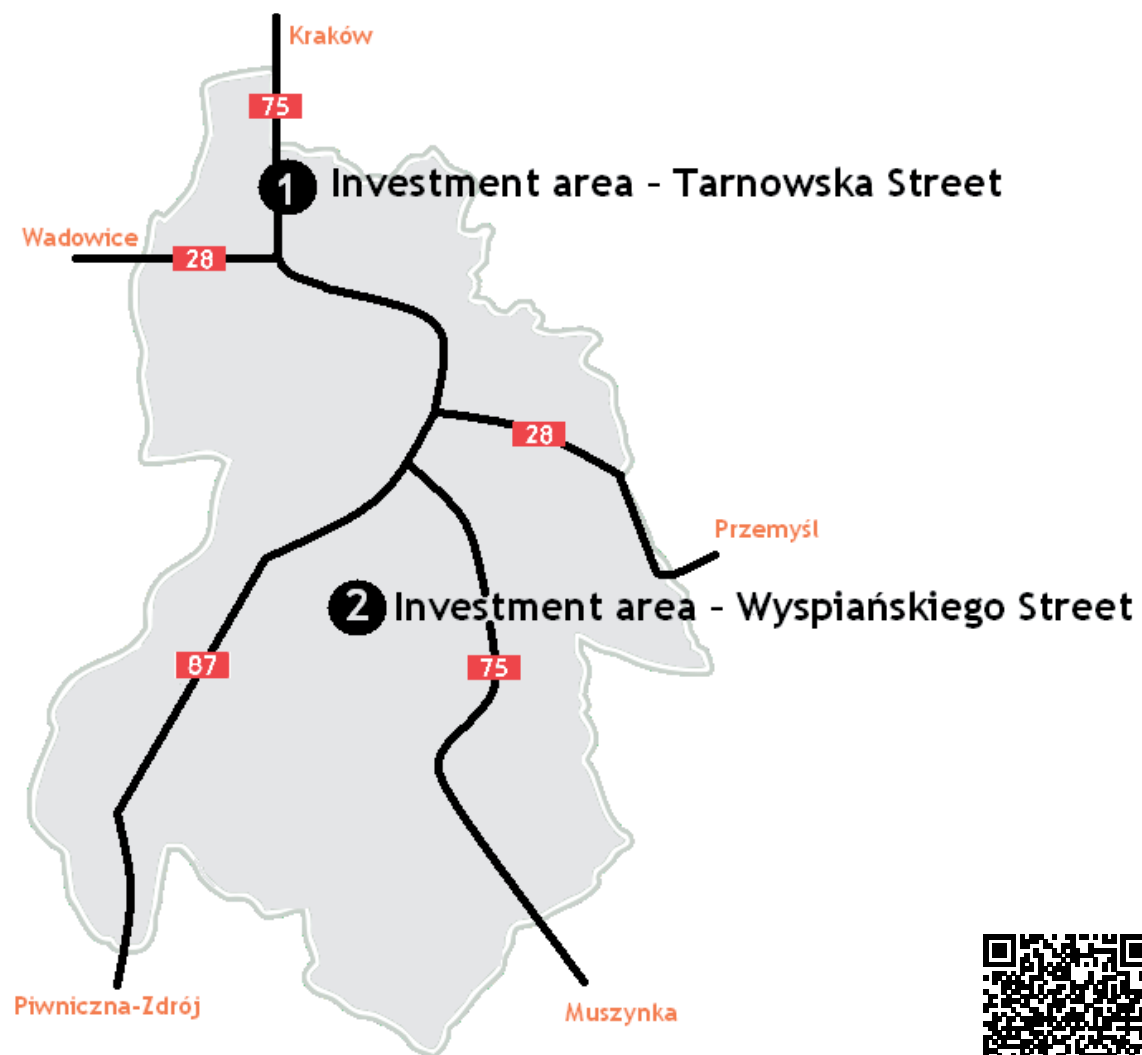 Kraków
75
1 Investment area - Tarnowska Street
Wadowice
28
28
Przemyśl
2 Investment area - Wyspiańskiego Street
87
75
Piwniczna-Zdrój
Muszynka